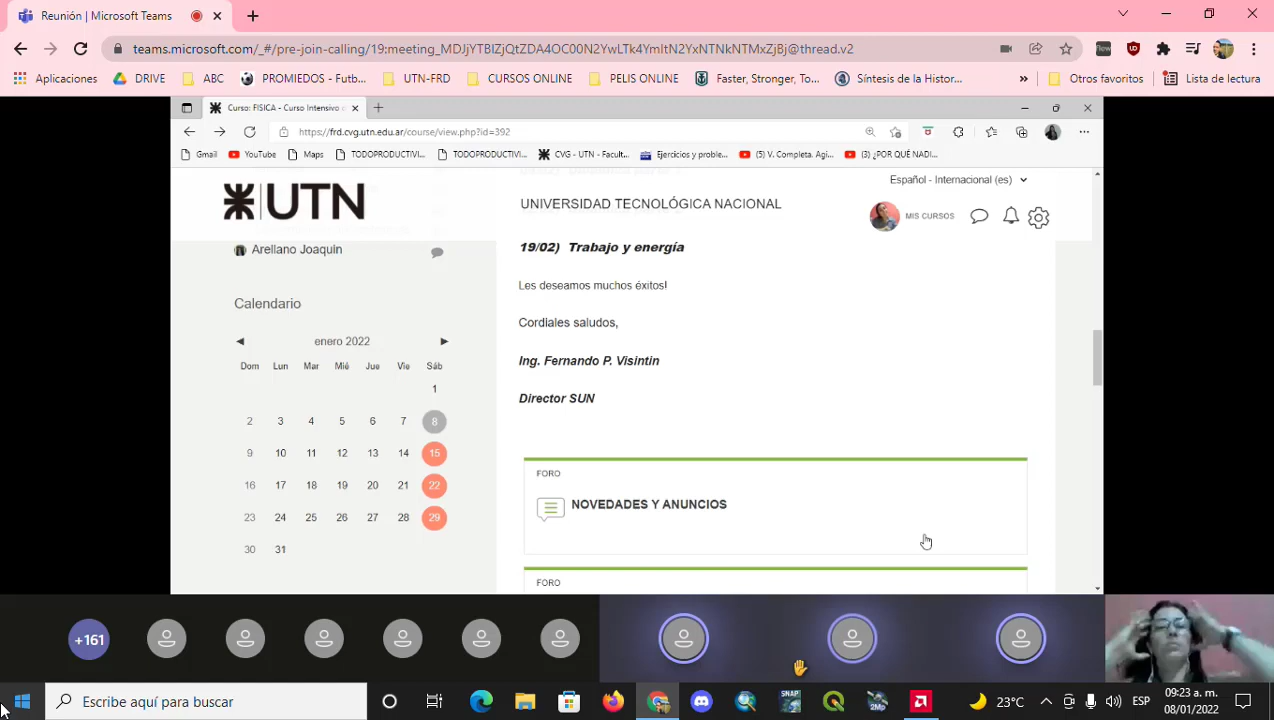 Reunión | Microsoft Teams
teams.microsoft.com/_#/pre-join-calling/19:meeting_MDJjYTBlZjQtZDA4OC00N2YwLTk4YmItN2YxNTNkNTMxZjBj@thread.v2
Aplicaciones DRIVE ABC PROMIEDOS - Futb... UTN-FRD CURSOS ONLINE PELIS ONLINE Faster, Stronger, To... Síntesis de la Histor... » Otros favoritos Lista de lectura
Curso: FISICA - Curso Intensivo
https://frd.cvg.utn.edu.ar/course/view.php?id=392
Gmail YouTube Maps TODOPRODUCTIVI... TODOPRODUCTIVI... CVG - UTN - Facult... Ejercicios y proble... (5) V. Completa. Agi... (3) ¿POR QUÉ NADI...
Español - Internacional (es)
UTN
UNIVERSIDAD TECNOLÓGICA NACIONAL
MIS CURSOS
Arellano Joaquin
19/02) Trabajo y energía
Les deseamos muchos éxitos!
Calendario
Cordiales saludos,
enero 2022
Ing. Fernando P. Visintin
Dom Lun Mar Mié Jue Vie Sáb
1
Director SUN
2 3 4 5 6 7 8
9 10 11 12 13 14 15
16 17 18 19 20 21 22
23 24 25 26 27 28 29
30 31
FORO
NOVEDADES Y ANUNCIOS
FORO
+161
Escribe aquí para buscar
23°C
ESP
09:23 a. m.
08/01/2022